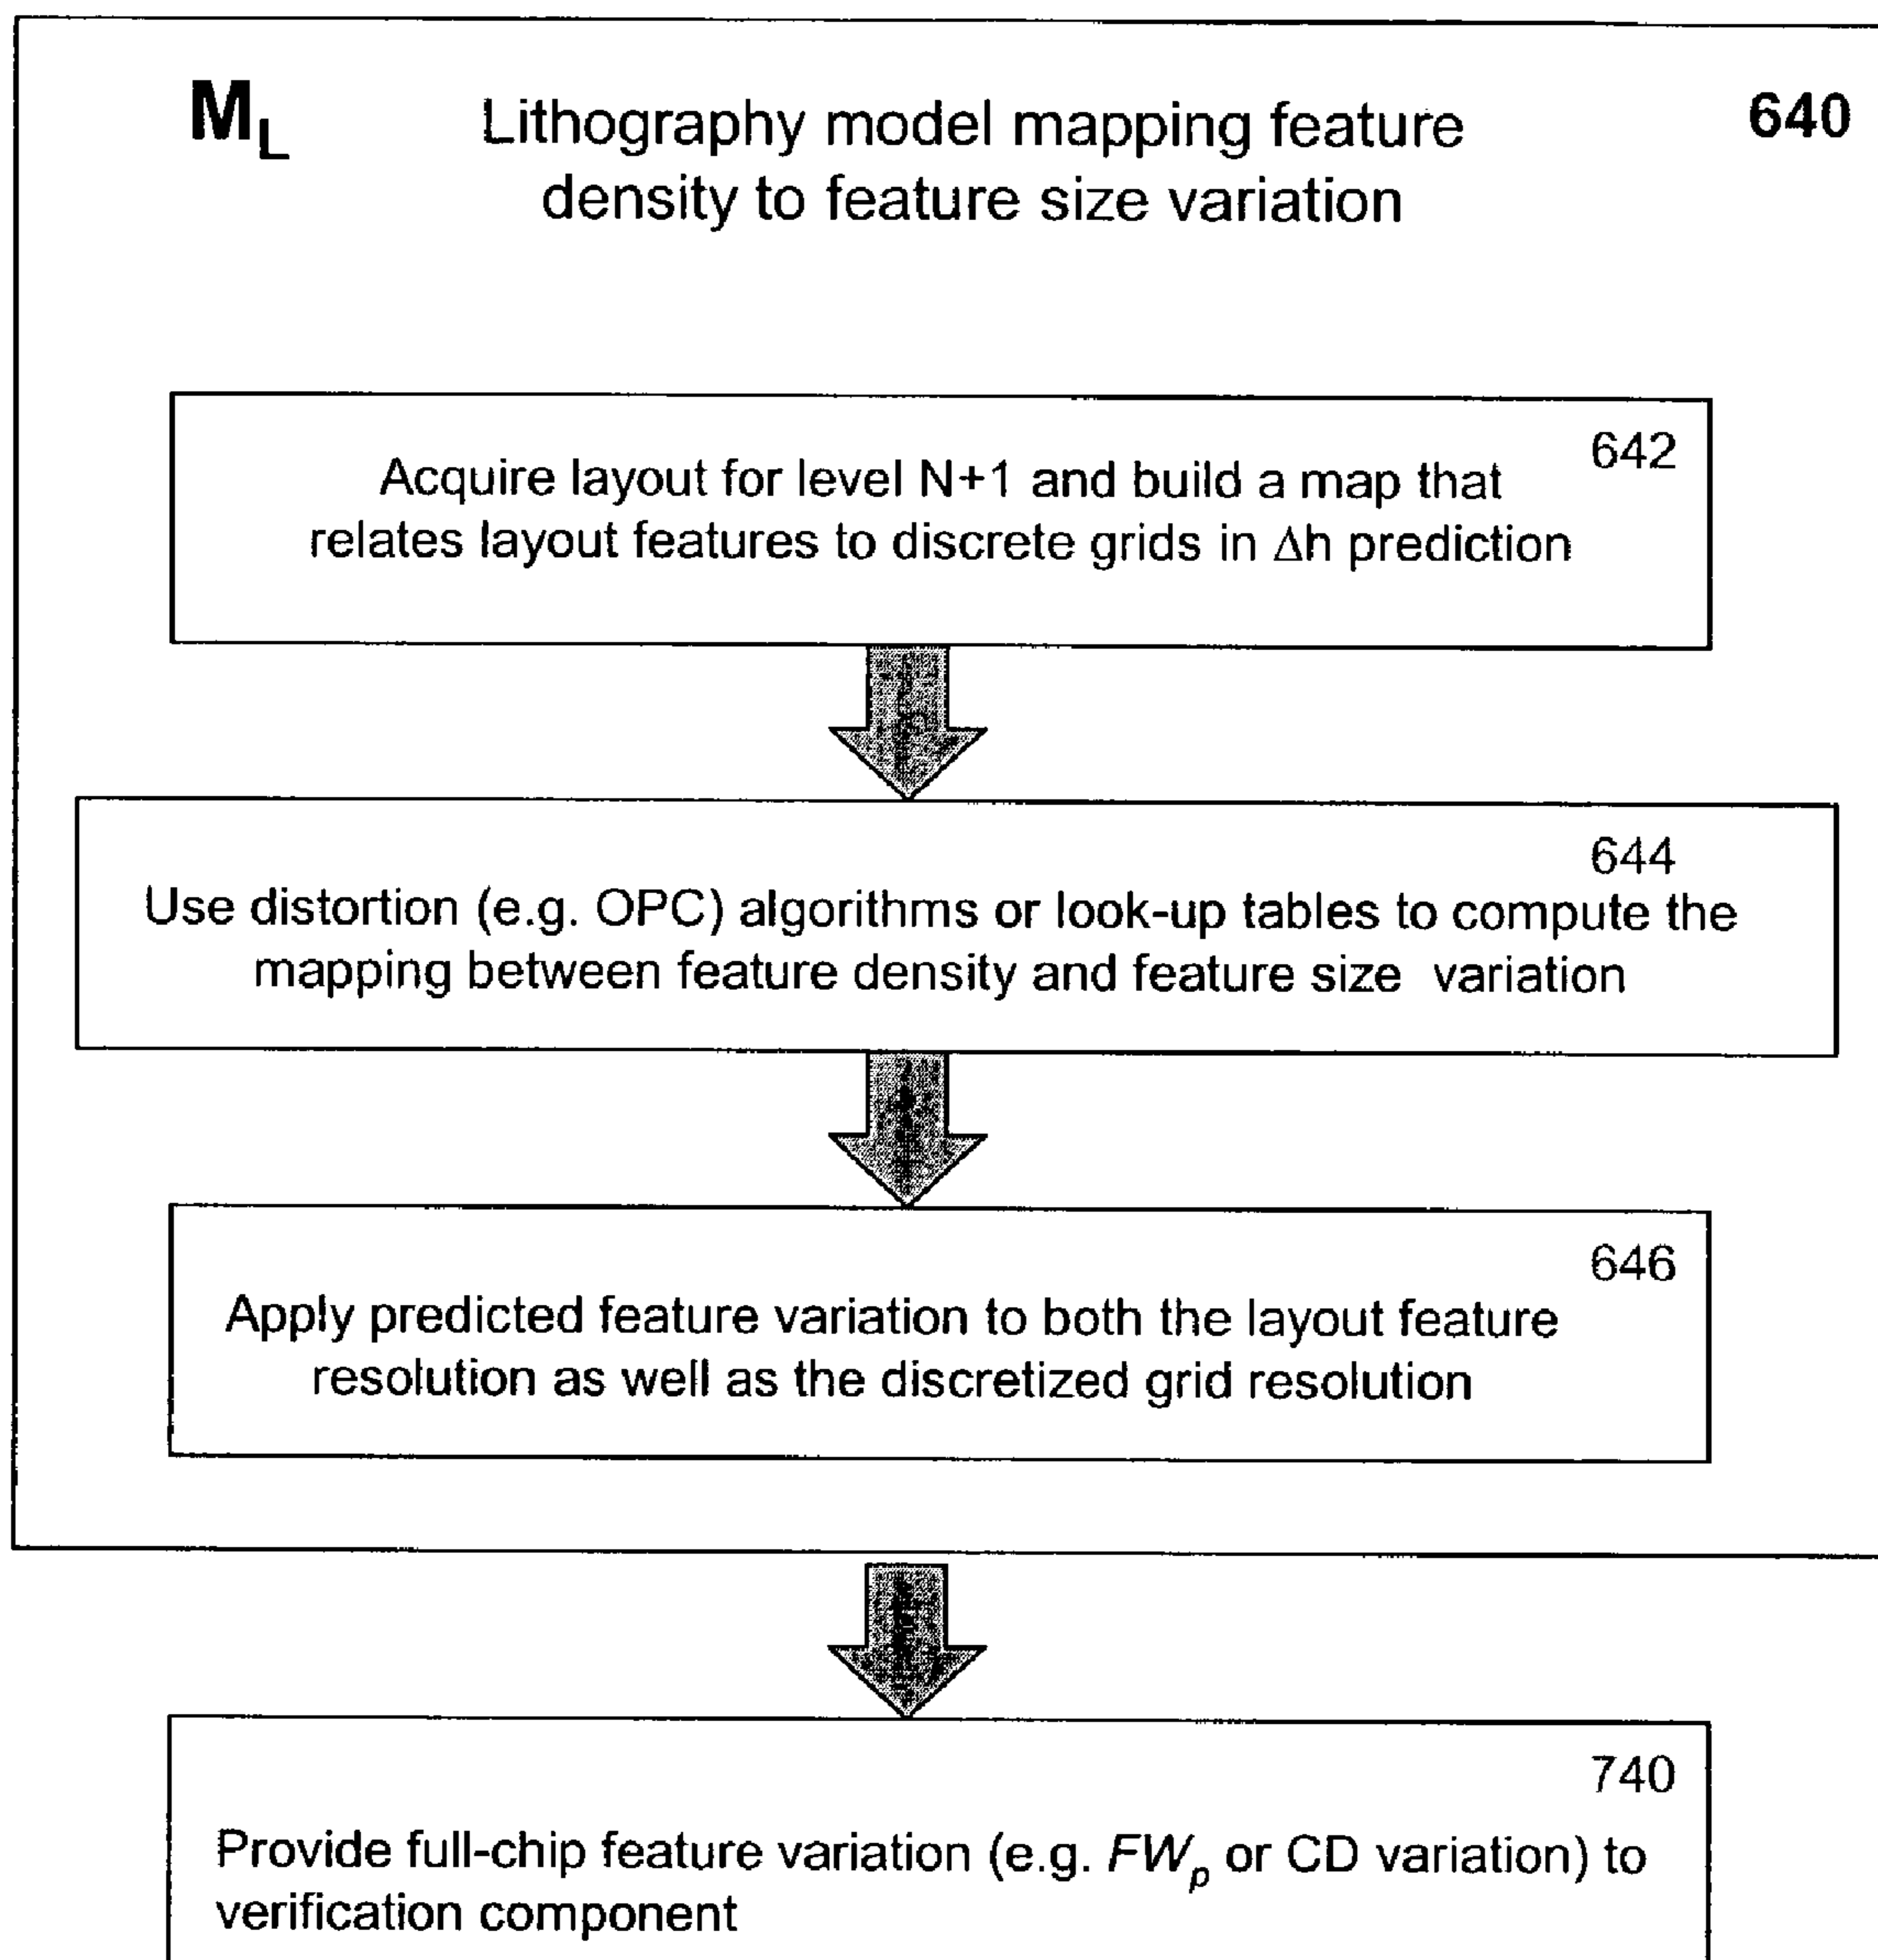 M_L Lithography model mapping feature 640
density to feature size variation
642
Acquire layout for level N+1 and build a map that
relates layout features to discrete grids in Δh prediction
644
Use distortion (e.g. OPC) algorithms or look-up tables to compute the
mapping between feature density and feature size variation
646
Apply predicted feature variation to both the layout feature
resolution as well as the discretized grid resolution
740
Provide full-chip feature variation (e.g. FW_p or CD variation) to
verification component